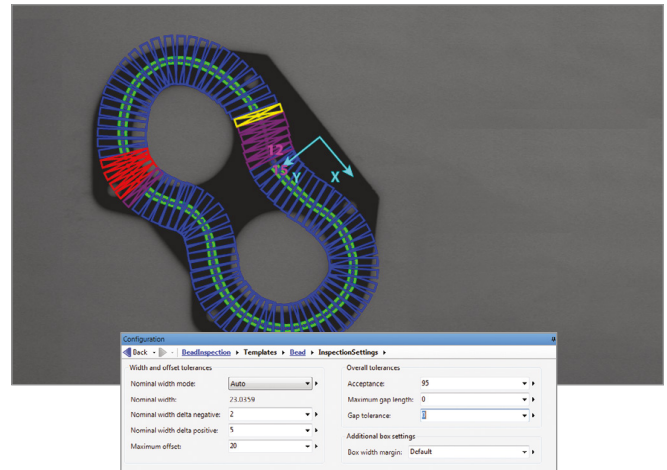 12
15
Y
X
Configuration
Back BeadInspection Templates Bead InspectionSettings
Width and offset tolerances
Nominal width mode: Auto
Nominal width: 23.0359
Nominal width delta negative: 2
Nominal width delta positive: 5
Maximum offset: 20
Overall tolerances
Acceptance: 95
Maximum gap length: 0
Gap tolerance:
Additional box settings
Box width margin: Default